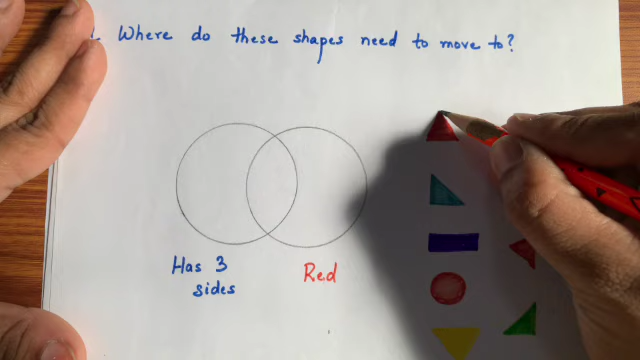 Where do these shapes need to move to?
Has 3
sides
Red